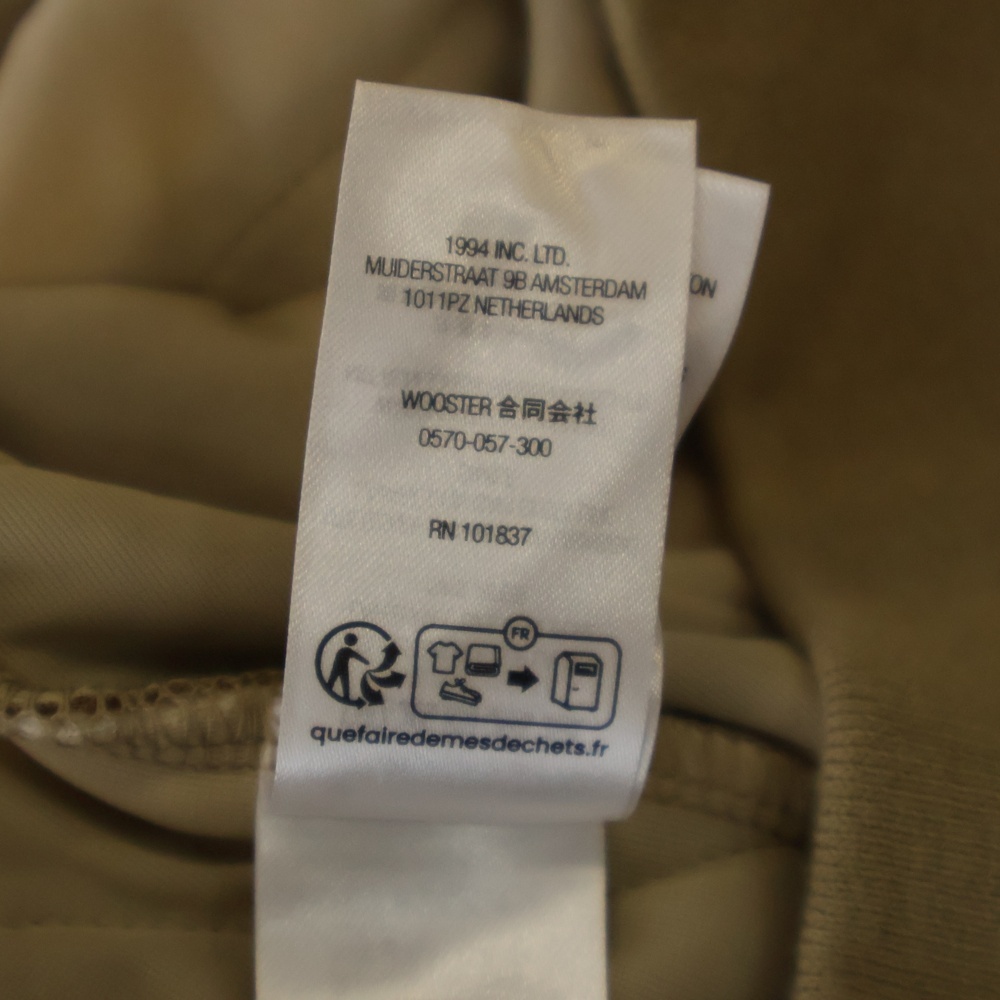 1994 INC. LTD.
MUIDERSTRAAT 9B AMSTERDAM
1011PZ NETHERLANDS
ON
WOOSTER 合同会社
0570-057-300
RN 101837
FR
quefairedemesdechets.fr